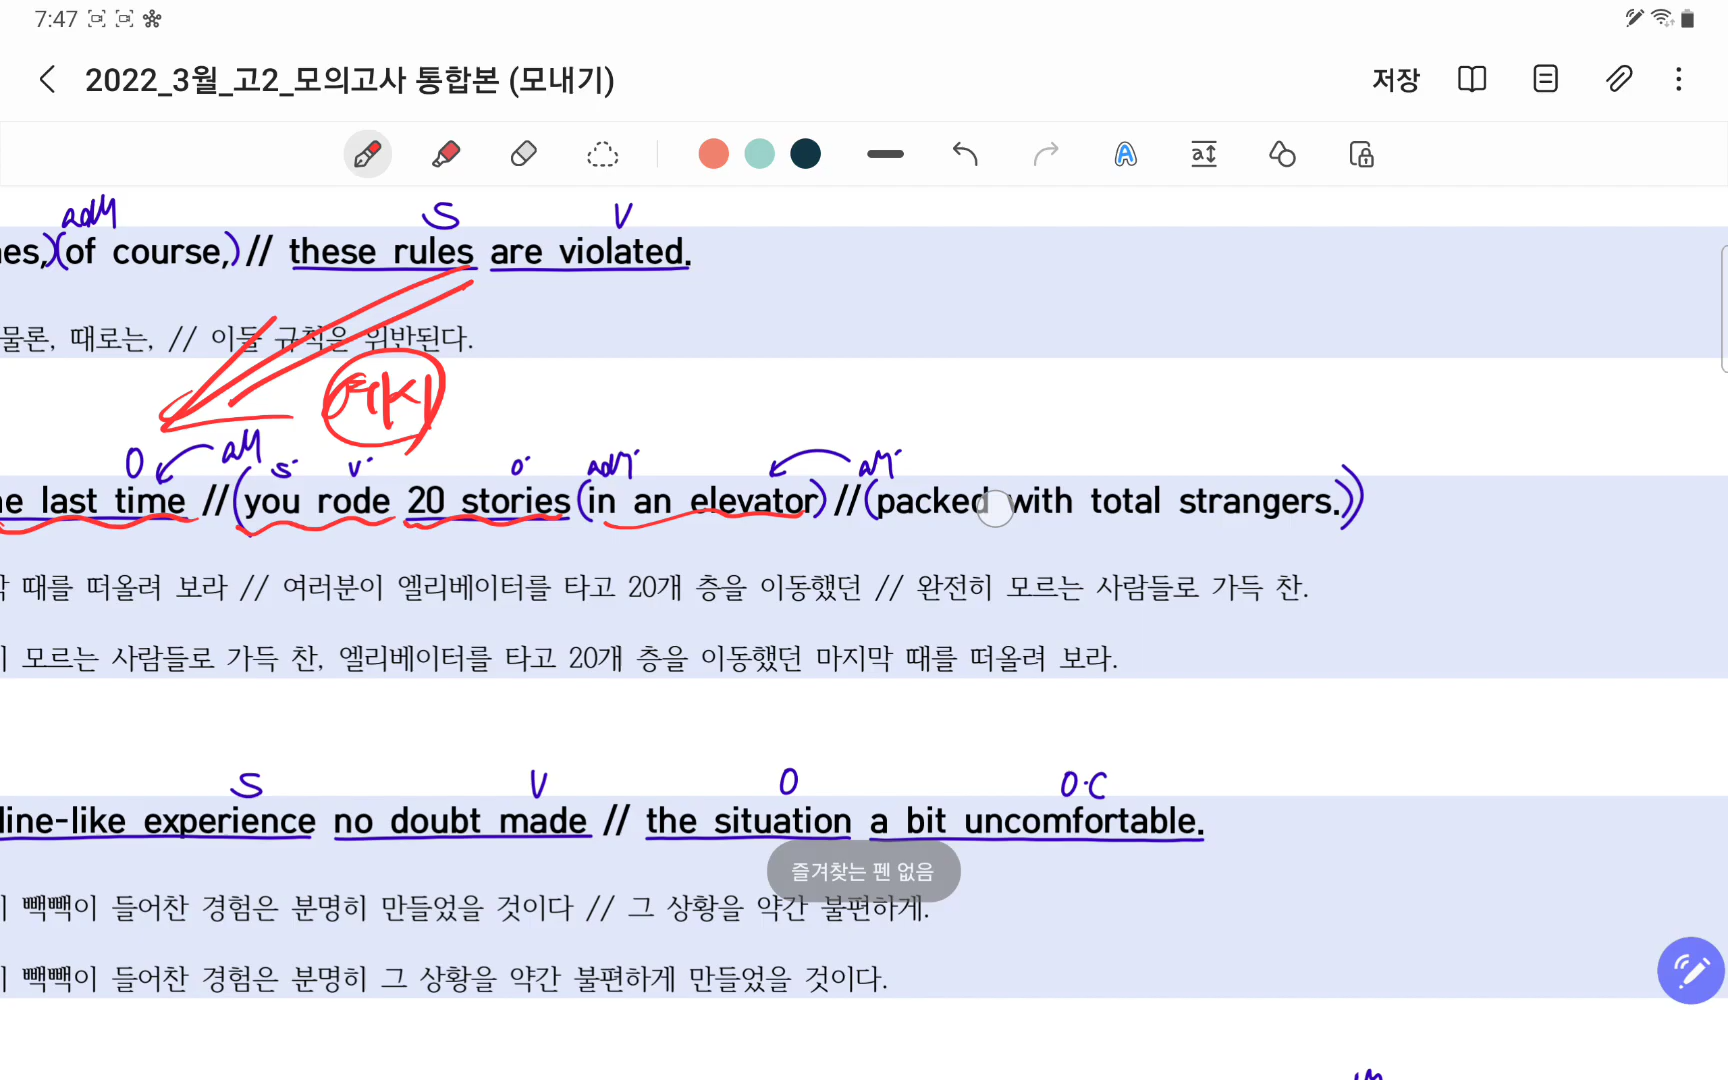 7:47
2022_3월_고2_모의고사 통합본 (모내기)
저장
adM S V
nes,)(of course,) // these rules are violated.
물론, 때로는, // 이들 규칙은 위반된다.
O aM s' v' o' adM' aM'
he last time //(you rode 20 stories(in an elevator) //(packed with total strangers.))
막 때를 떠올려 보라 // 여러분이 엘리베이터를 타고 20개 층을 이동했던 // 완전히 모르는 사람들로 가득 찬.
모르는 사람들로 가득 찬, 엘리베이터를 타고 20개 층을 이동했던 마지막 때를 떠올려 보라.
S V O O·C
line-like experience no doubt made // the situation a bit uncomfortable.
즐겨찾는 펜 없음
빽빽이 들어찬 경험은 분명히 만들었을 것이다 // 그 상황을 약간 불편하게.
빽빽이 들어찬 경험은 분명히 그 상황을 약간 불편하게 만들었을 것이다.